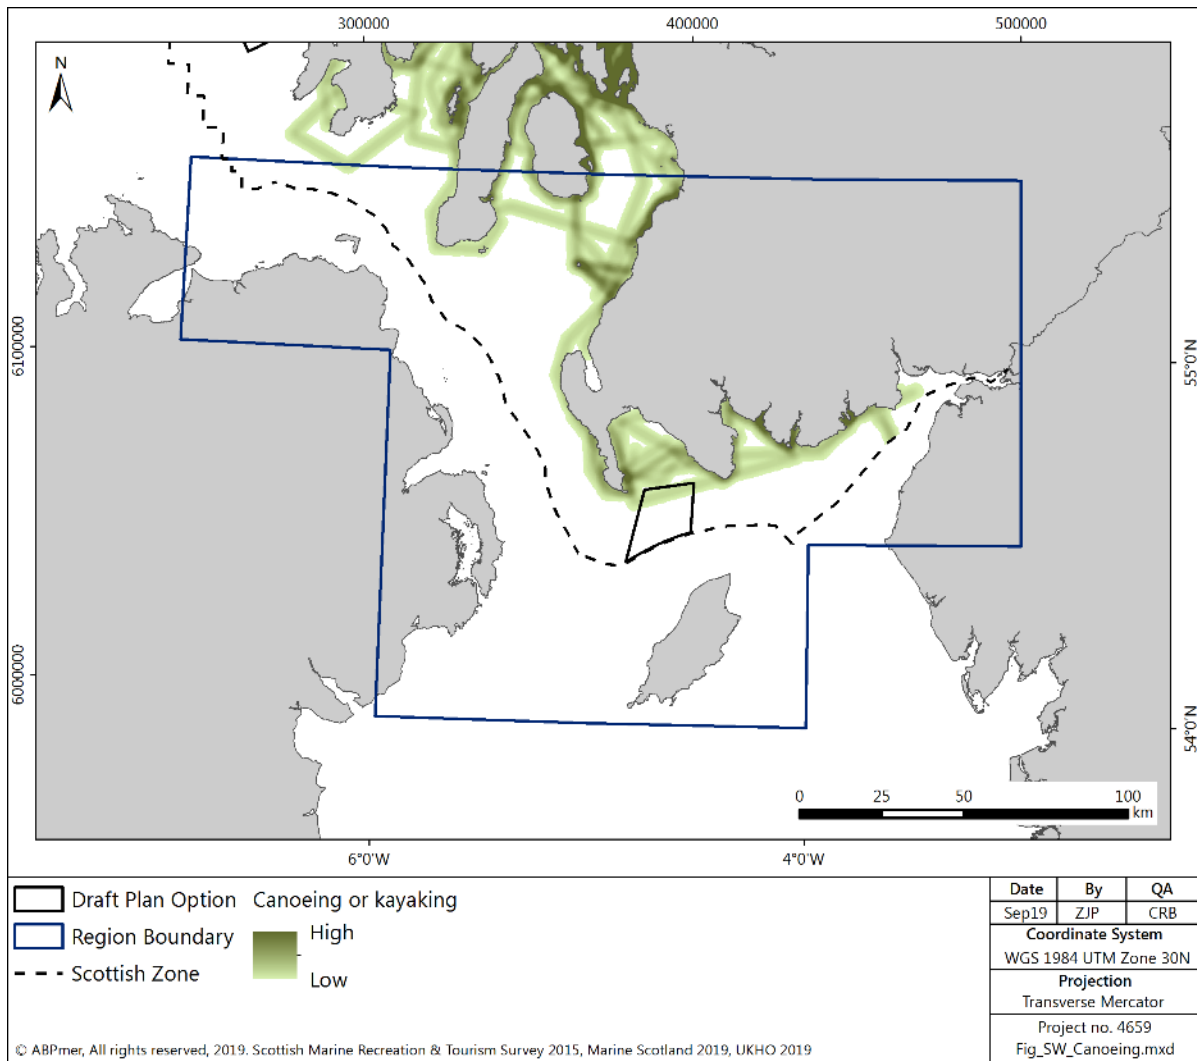 300000
400000
500000
N
6100000
55°0'N
6000000
54°0'N
0
25
50
100
km
6°0'W
4°0'W
Draft Plan Option
Region Boundary
Scottish Zone
Canoeing or kayaking
High
Low
Date By QA
Sep19 ZJP CRB
Coordinate System
WGS 1984 UTM Zone 30N
Projection
Transverse Mercator
Project no. 4659
Fig_SW_Canoeing.mxd
© ABPmer, All rights reserved, 2019. Scottish Marine Recreation & Tourism Survey 2015, Marine Scotland 2019, UKHO 2019